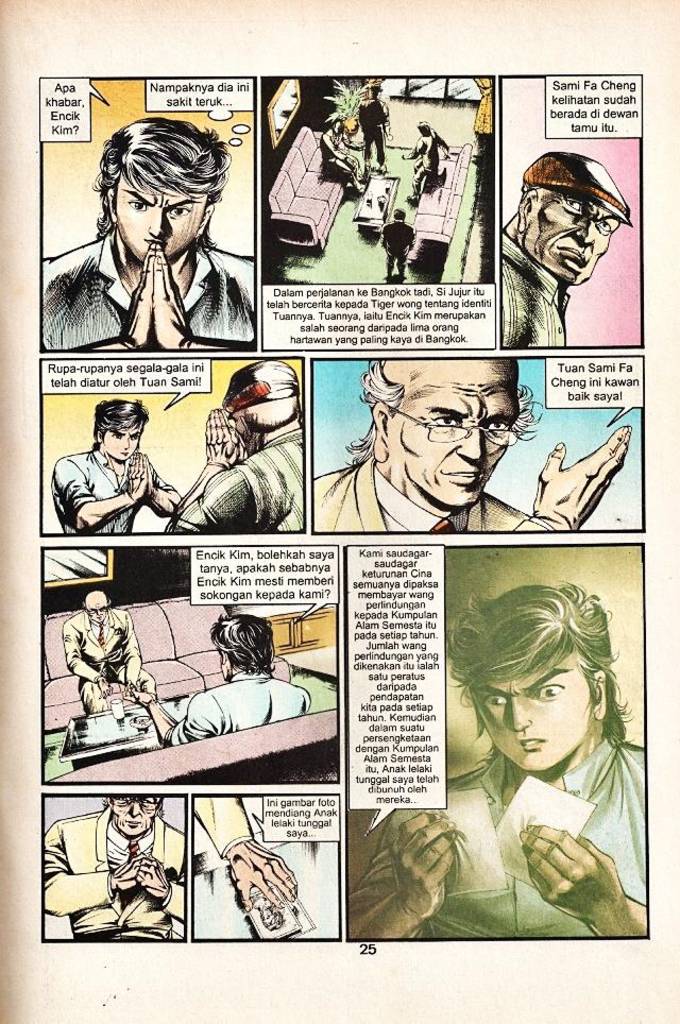 Apa
khabar,
Encik
Kim?
Nampaknya dia ini
sakit teruk...
Dalam perjalanan ke Bangkok tadi, Si Jujur itu
telah bercerita kepada Tiger wong tentang identiti
Tuannya. Tuannya, iaitu Encik Kim merupakan
salah seorang daripada lima orang
hartawan yang paling kaya di Bangkok.
Sami Fa Cheng
kelihatan sudah
berada di dewan
tamu itu.
Rupa-rupanya segala-gala ini
telah diatur oleh Tuan Sami!
Tuan Sami Fa
Cheng ini kawan
baik saya!
Encik Kim, bolehkah saya
tanya, apakah sebabnya
Encik Kim mesti memberi
sokongan kepada kami?
Kami saudagar-
saudagar
keturunan Cina
semuanya dipaksa
membayar wang
perlindungan
kepada Kumpulan
Alam Semesta itu
pada setiap tahun.
Jumlah wang
perlindungan yang
dikenakan itu ialah
satu peratus
daripada
pendapatan
kita pada setiap
tahun. Kemudian
dalam suatu
persengketaan
dengan Kumpulan
Alam Semesta
itu, Anak lelaki
tunggal saya telah
dibunuh oleh
mereka..
Ini gambar foto
mendiang Anak
lelaki tunggal
saya...
25